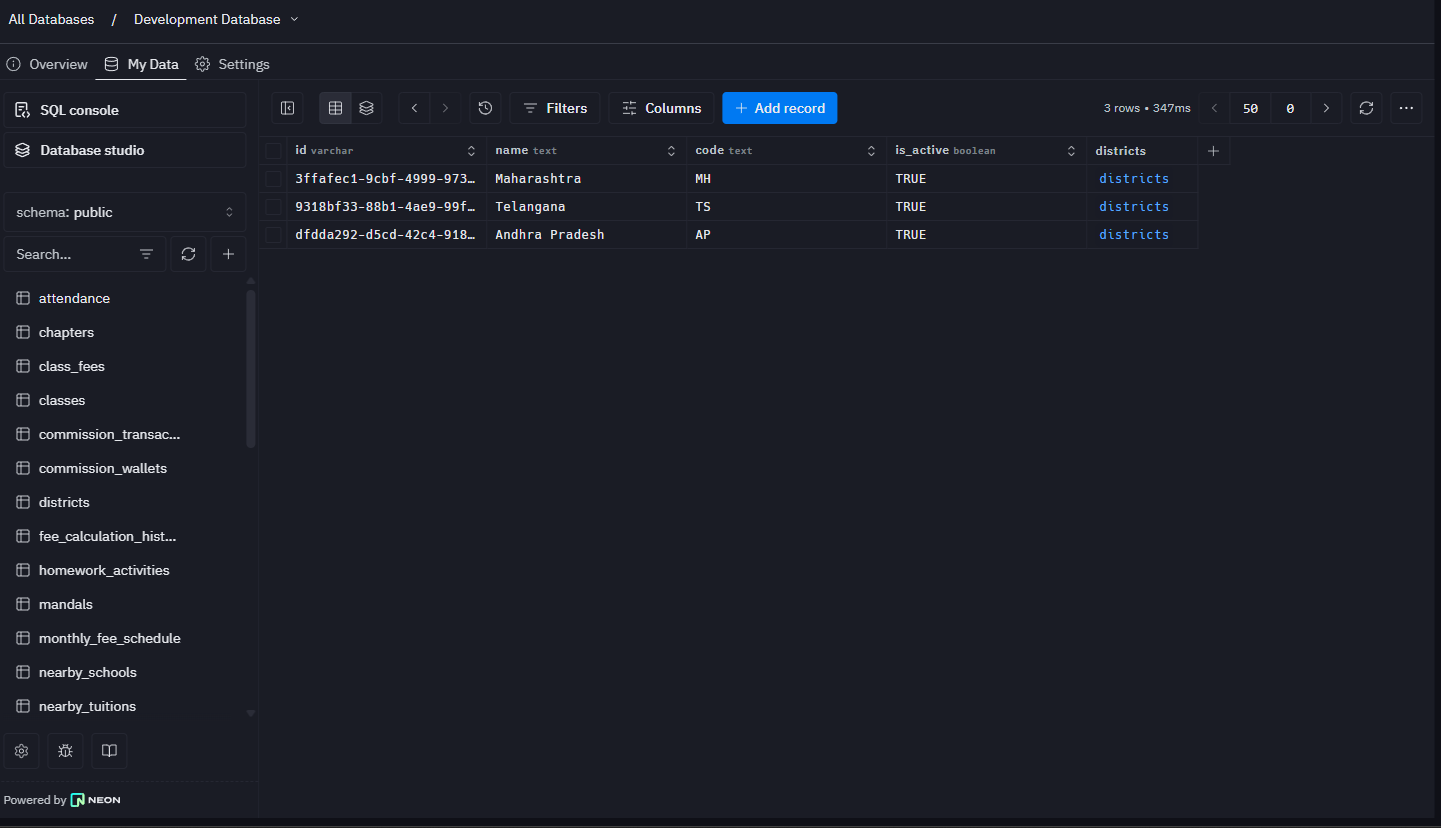 All Databases / Development Database
Overview My Data Settings
SQL console
Database studio
schema: public
Search...
attendance
chapters
class_fees
classes
commission_transac...
commission_wallets
districts
fee_calculation_hist...
homework_activities
mandals
monthly_fee_schedule
nearby_schools
nearby_tuitions
Powered by NEON
Filters Columns + Add record 3 rows • 347ms 50 0
id varchar name text code text is_active boolean districts
3ffafec1-9cbf-4999-973… Maharashtra MH TRUE districts
9318bf33-88b1-4ae9-99f… Telangana TS TRUE districts
dfdda292-d5cd-42c4-918… Andhra Pradesh AP TRUE districts